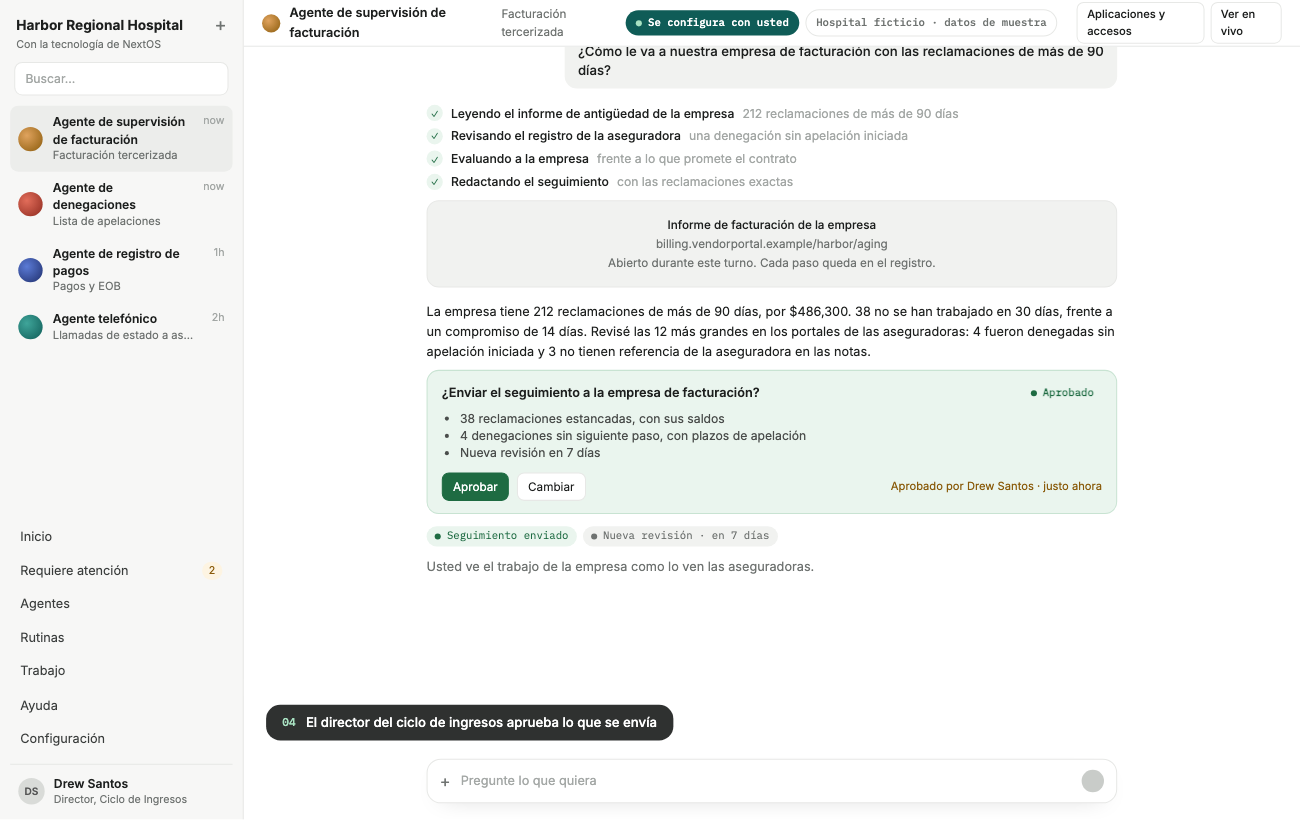 Harbor Regional Hospital
+
Con la tecnología de NextOS
Buscar...
Agente de supervisión de facturación
now
Facturación tercerizada
Agente de denegaciones
now
Lista de apelaciones
Agente de registro de pagos
1h
Pagos y EOB
Agente telefónico
2h
Llamadas de estado a as...
Inicio
Requiere atención
2
Agentes
Rutinas
Trabajo
Ayuda
Configuración
DS
Drew Santos
Director, Ciclo de Ingresos
Agente de supervisión de facturación
Facturación tercerizada
Se configura con usted
Hospital ficticio · datos de muestra
Aplicaciones y accesos
Ver en vivo
¿Cómo le va a nuestra empresa de facturación con las reclamaciones de más de 90
días?
Leyendo el informe de antigüedad de la empresa 212 reclamaciones de más de 90 días
Revisando el registro de la aseguradora una denegación sin apelación iniciada
Evaluando a la empresa frente a lo que promete el contrato
Redactando el seguimiento con las reclamaciones exactas
Informe de facturación de la empresa
billing.vendorportal.example/harbor/aging
Abierto durante este turno. Cada paso queda en el registro.
La empresa tiene 212 reclamaciones de más de 90 días, por $486,300. 38 no se han trabajado en 30 días, frente a
un compromiso de 14 días. Revisé las 12 más grandes en los portales de las aseguradoras: 4 fueron denegadas sin
apelación iniciada y 3 no tienen referencia de la aseguradora en las notas.
¿Enviar el seguimiento a la empresa de facturación?
Aprobado
38 reclamaciones estancadas, con sus saldos
4 denegaciones sin siguiente paso, con plazos de apelación
Nueva revisión en 7 días
Aprobar
Cambiar
Aprobado por Drew Santos · justo ahora
Seguimiento enviado
Nueva revisión · en 7 días
Usted ve el trabajo de la empresa como lo ven las aseguradoras.
04 El director del ciclo de ingresos aprueba lo que se envía
+
Pregunte lo que quiera